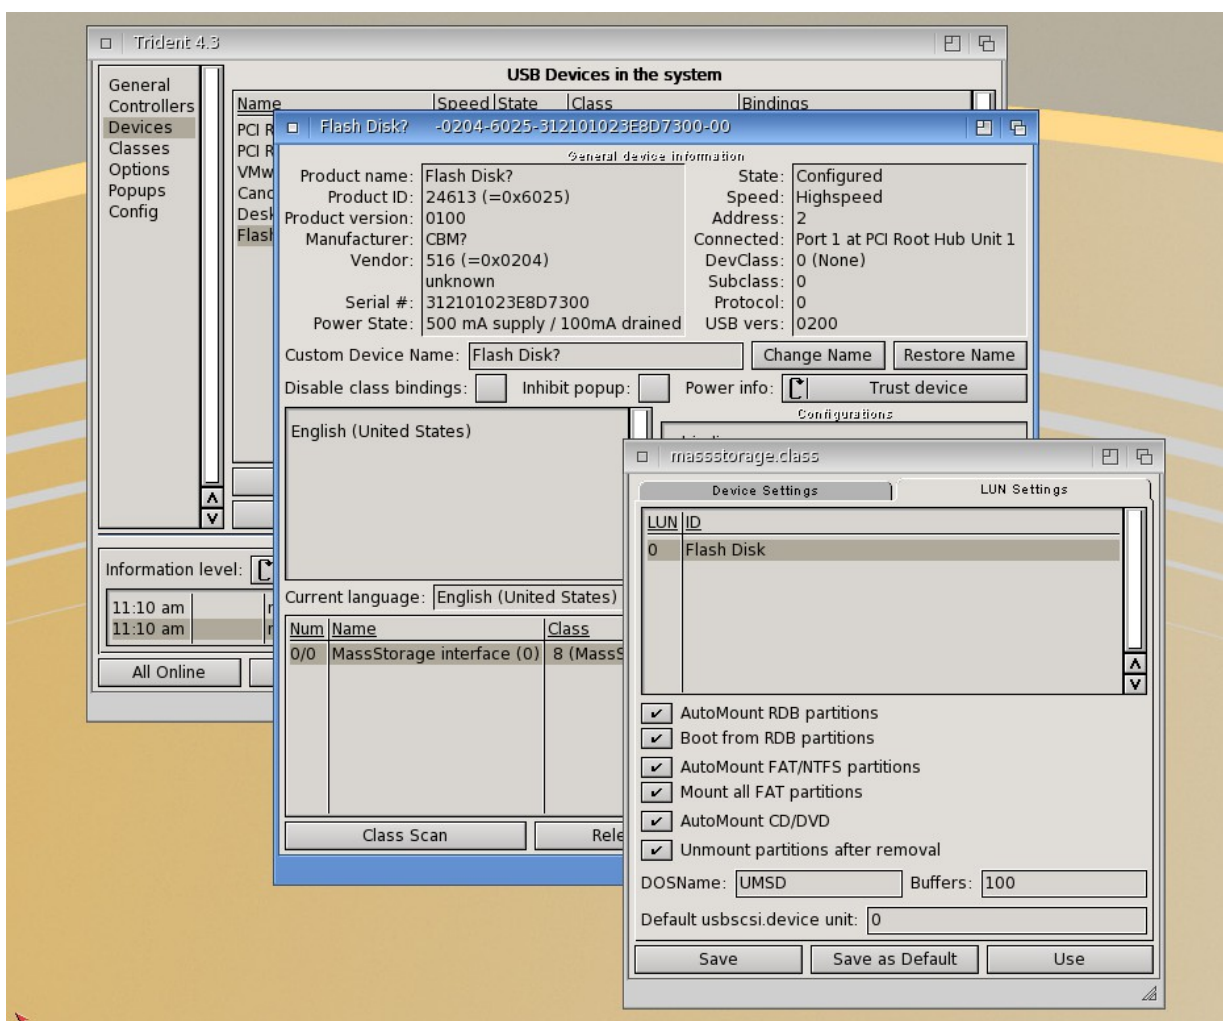 Trident 4.3
General
Controllers
Devices
Classes
Options
Popups
Config
USB Devices in the system
Name Speed State Class Bindings
PCI R
PCI R
VMw
Cano
Desk
Flash
Information level:
11:10 am
11:10 am
All Online
Flash Disk? -0204-6025-312101023E8D7300-00
General device information
Product name: Flash Disk?
Product ID: 24613 (=0x6025)
Product version: 0100
Manufacturer: CBM?
Vendor: 516 (=0x0204)
unknown
Serial #: 312101023E8D7300
Power State: 500 mA supply / 100mA drained
State: Configured
Speed: Highspeed
Address: 2
Connected: Port 1 at PCI Root Hub Unit 1
DevClass: 0 (None)
Subclass: 0
Protocol: 0
USB vers: 0200
Custom Device Name: Flash Disk? Change Name Restore Name
Disable class bindings: Inhibit popup: Power info: Trust device
English (United States)
Configurations
Current language: English (United States)
Num Name Class
0/0 MassStorage interface (0) 8 (MassS
Class Scan Rele
massstorage.class
Device Settings LUN Settings
LUN ID
0 Flash Disk
AutoMount RDB partitions
Boot from RDB partitions
AutoMount FAT/NTFS partitions
Mount all FAT partitions
AutoMount CD/DVD
Unmount partitions after removal
DOSName: UMSD Buffers: 100
Default usbscsi.device unit: 0
Save Save as Default Use